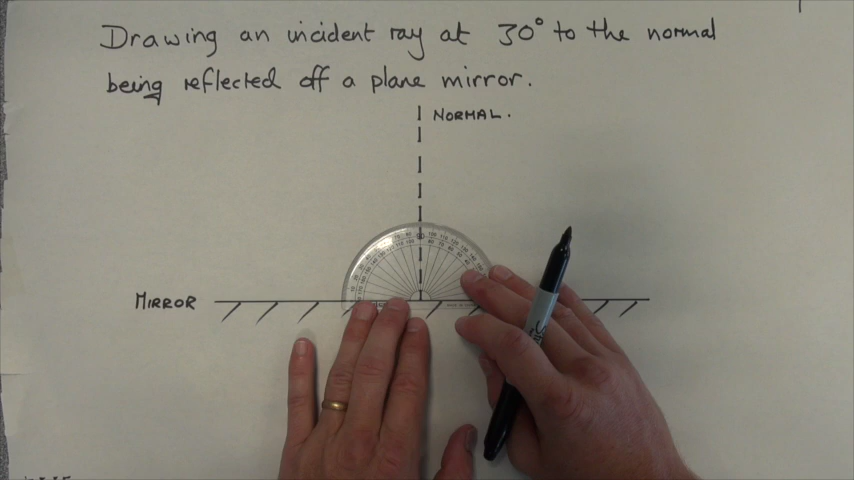 Drawing an incident ray at 30° to the normal
being reflected off a plane mirror.
NORMAL.
MIRROR